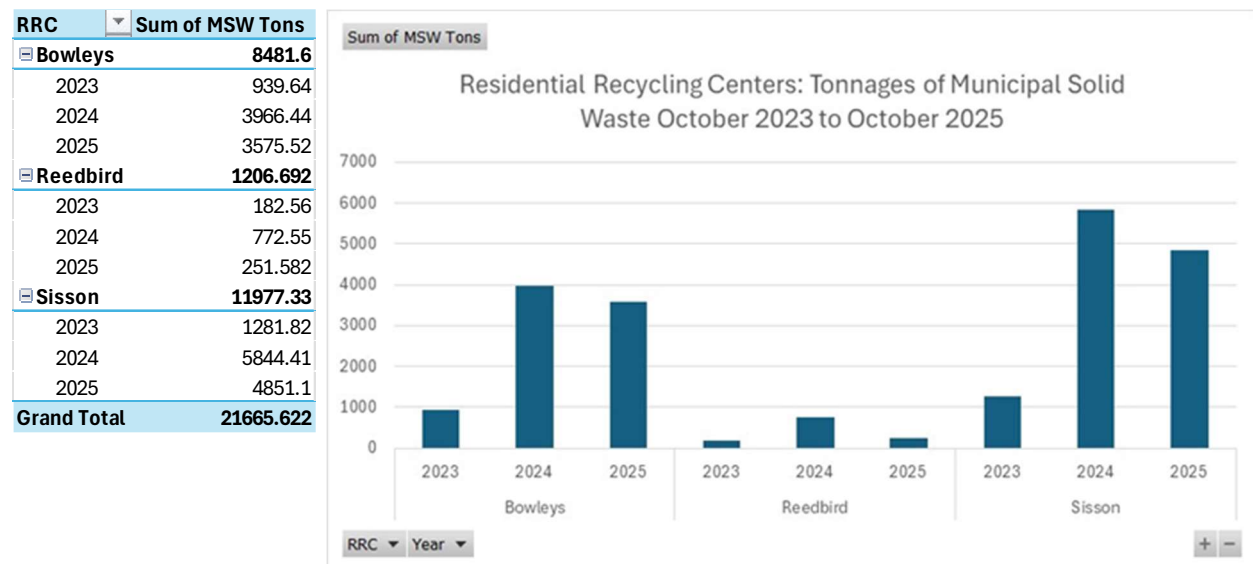 RRC Sum of MSW Tons
Bowleys 8481.6
2023 939.64
2024 3966.44
2025 3575.52
Reedbird 1206.692
2023 182.56
2024 772.55
2025 251.582
Sisson 11977.33
2023 1281.82
2024 5844.41
2025 4851.1
Grand Total 21665.622
Sum of MSW Tons
Residential Recycling Centers: Tonnages of Municipal Solid
Waste October 2023 to October 2025
7000
6000
5000
4000
3000
2000
1000
0
2023 2024 2025 2023 2024 2025 2023 2024 2025
Bowleys Reedbird Sisson
RRC Year + -